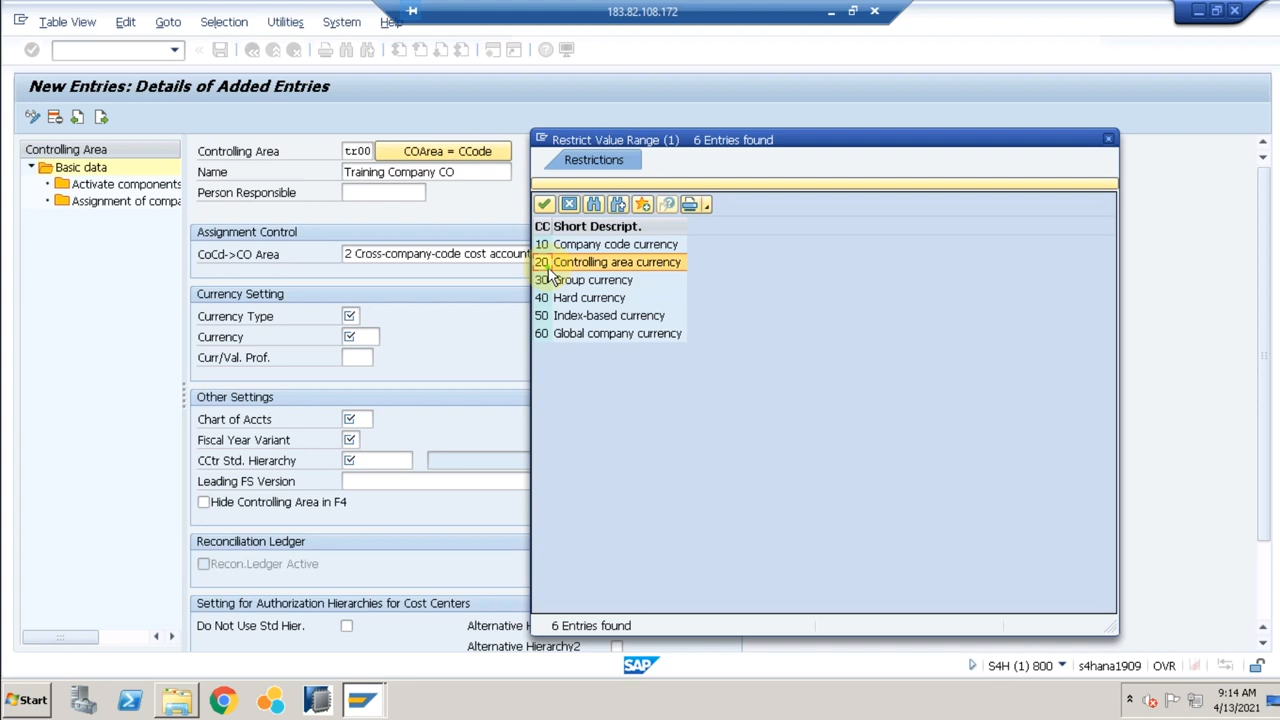 183.82.108.172
Table View Edit Goto Selection Utilities System Help
New Entries: Details of Added Entries
Controlling Area
Basic data
Activate components
Assignment of compa
Controlling Area tr00 COArea = CCode
Name Training Company CO
Person Responsible
Assignment Control
CoCd->CO Area 2 Cross-company-code cost account
Currency Setting
Currency Type
Currency
Curr/Val. Prof.
Other Settings
Chart of Accts
Fiscal Year Variant
CCtr Std. Hierarchy
Leading FS Version
Hide Controlling Area in F4
Reconciliation Ledger
Recon.Ledger Active
Setting for Authorization Hierarchies for Cost Centers
Do Not Use Std Hier. Alternative H
Alternative Hierarchy2
Restrict Value Range (1) 6 Entries found
Restrictions
CC Short Descript.
10 Company code currency
20 Controlling area currency
30 Group currency
40 Hard currency
50 Index-based currency
60 Global company currency
6 Entries found
SAP
S4H (1) 800 s4hana1909 OVR
Start
9:14 AM
4/13/2021